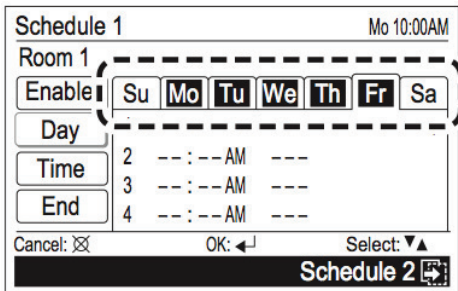 Schedule 1 Mo 10:00AM
Room 1
Enable Su Mo Tu We Th Fr Sa
Day
Time 2 --:--AM ---
3 --:--AM ---
End 4 --:--AM ---
Cancel: OK: Select: ▼▲
Schedule 2